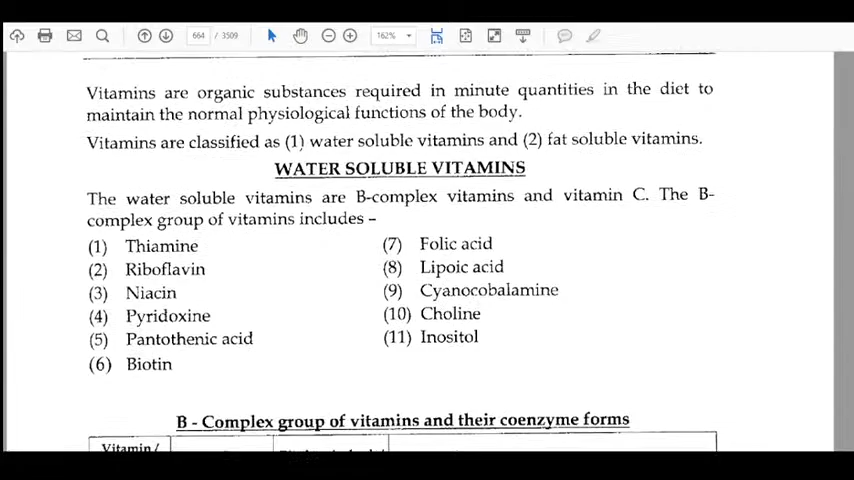 664 / 3509
162%
Vitamins are organic substances required in minute quantities in the diet to
maintain the normal physiological functions of the body.
Vitamins are classified as (1) water soluble vitamins and (2) fat soluble vitamins.
WATER SOLUBLE VITAMINS
The water soluble vitamins are B-complex vitamins and vitamin C. The B-
complex group of vitamins includes –
(1) Thiamine
(2) Riboflavin
(3) Niacin
(4) Pyridoxine
(5) Pantothenic acid
(6) Biotin
(7) Folic acid
(8) Lipoic acid
(9) Cyanocobalamine
(10) Choline
(11) Inositol
B - Complex group of vitamins and their coenzyme forms
Vitamin/